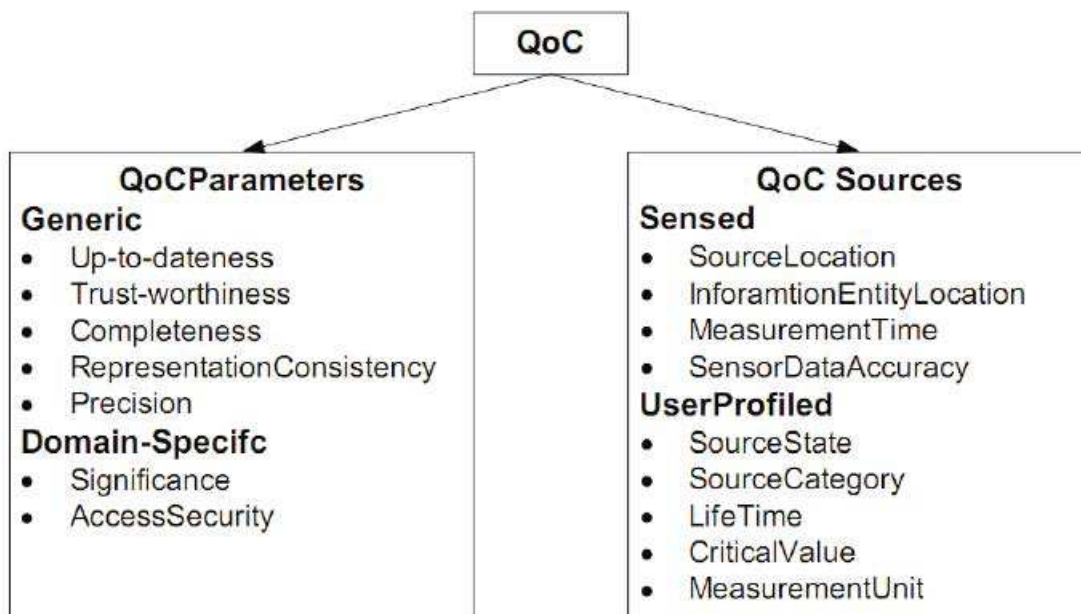 QoC
QoCParameters
Generic
• Up-to-dateness
• Trust-worthiness
• Completeness
• RepresentationConsistency
• Precision
Domain-Specifc
• Significance
• AccessSecurity
QoC Sources
Sensed
• SourceLocation
• InforamtionEntityLocation
• MeasurementTime
• SensorDataAccuracy
UserProfiled
• SourceState
• SourceCategory
• LifeTime
• CriticalValue
• MeasurementUnit